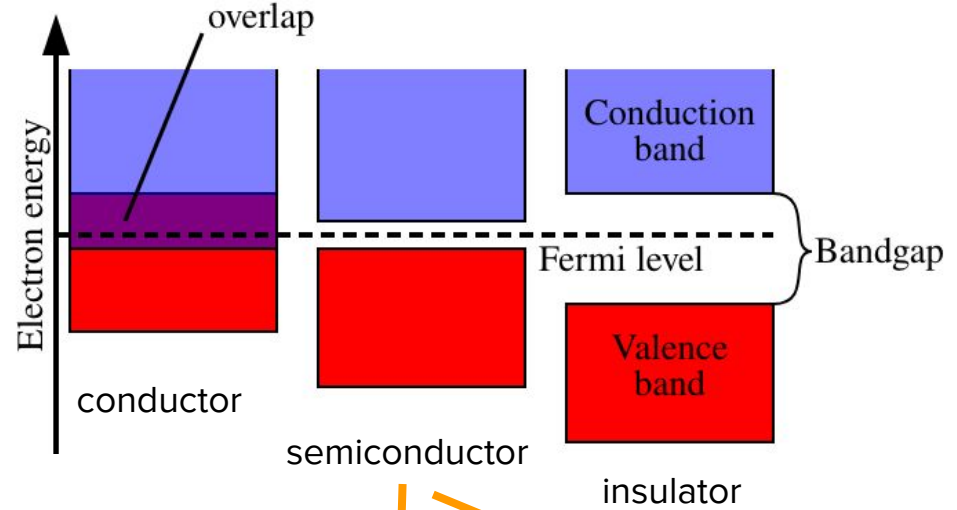 overlap
Electron energy
Conduction
band
Fermi level
Bandgap
Valence
band
conductor
semiconductor
insulator